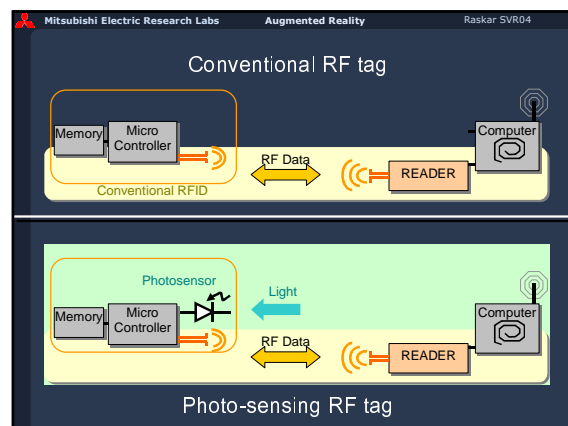 Mitsubishi Electric Research Labs Augmented Reality Raskar SVR04
Conventional RF tag
Memory
Micro
Controller
Computer
RF Data
READER
Conventional RFID
Photosensor
Light
Memory
Micro
Controller
Computer
RF Data
READER
Photo-sensing RF tag